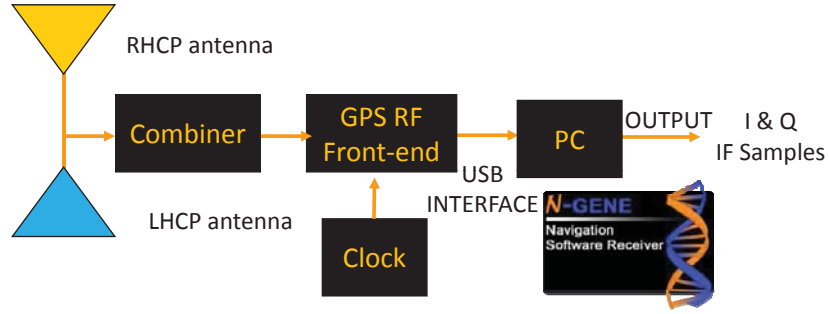 RHCP antenna
Combiner
GPS RF
Front-end
PC
OUTPUT
I & Q
IF Samples
LHCP antenna
USB
INTERFACE
Clock
N-GENE
Navigation
Software Receiver